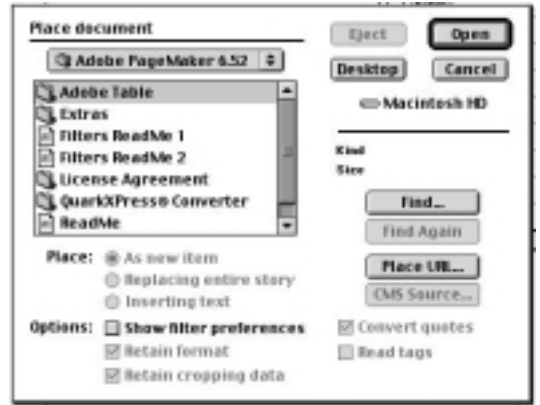 Place document
Adobe PageMaker 6.52
Adobe Table
Extras
Filters ReadMe 1
Filters ReadMe 2
License Agreement
QuarkXPress® Converter
ReadMe
Eject
Open
Desktop
Cancel
Macintosh HD
Kind
Size
Find...
Find Again
Place URL...
CMS Source...
Place:
As new item
Replacing entire story
Inserting text
Options:
Show filter preferences
Retain format
Retain cropping data
Convert quotes
Read tags